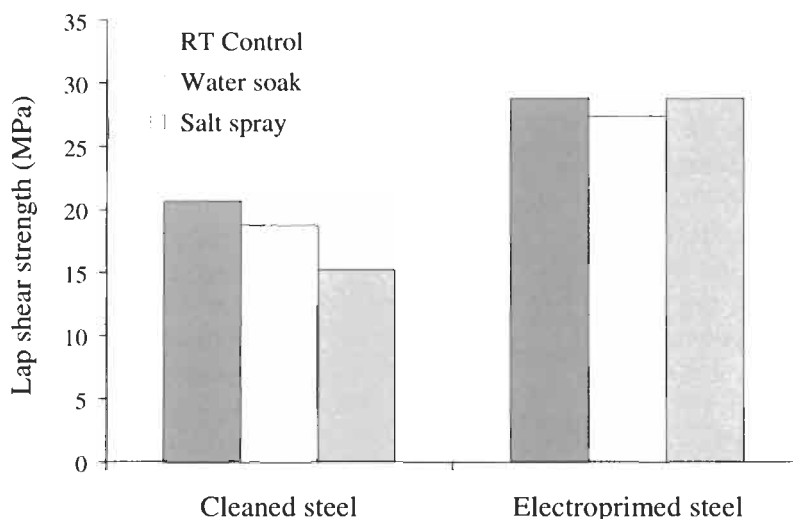 35
30
25
20
15
10
5
0
Lap shear strength (MPa)
RT Control
Water soak
Salt spray
Cleaned steel
Electroprimed steel